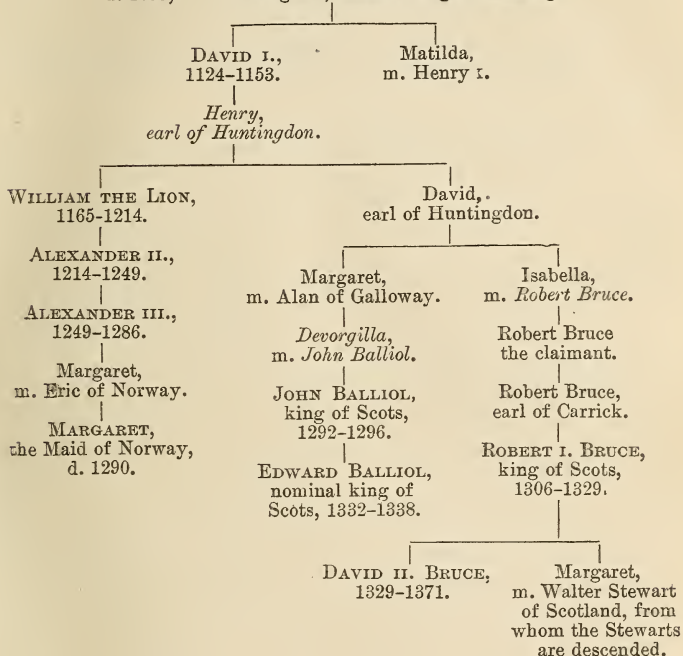 DAVID I.,
1124-1153.
Matilda,
m. Henry I.
Henry,
earl of Huntingdon.
WILLIAM THE LION,
1165-1214.
David,
earl of Huntingdon.
ALEXANDER II.,
1214-1249.
ALEXANDER III.,
1249-1286.
Margaret,
m. Eric of Norway.
MARGARET,
the Maid of Norway,
d. 1290.
Margaret,
m. Alan of Galloway.
Devorgilla,
m. John Balliol.
JOHN BALLIOL,
king of Scots,
1292-1296.
EDWARD BALLIOL,
nominal king of
Scots, 1332-1338.
Isabella,
m. Robert Bruce.
Robert Bruce
the claimant.
Robert Bruce,
earl of Carrick.
ROBERT I. BRUCE,
king of Scots,
1306-1329.
DAVID II. BRUCE,
1329-1371.
Margaret,
m. Walter Stewart
of Scotland, from
whom the Stewarts
are descended.